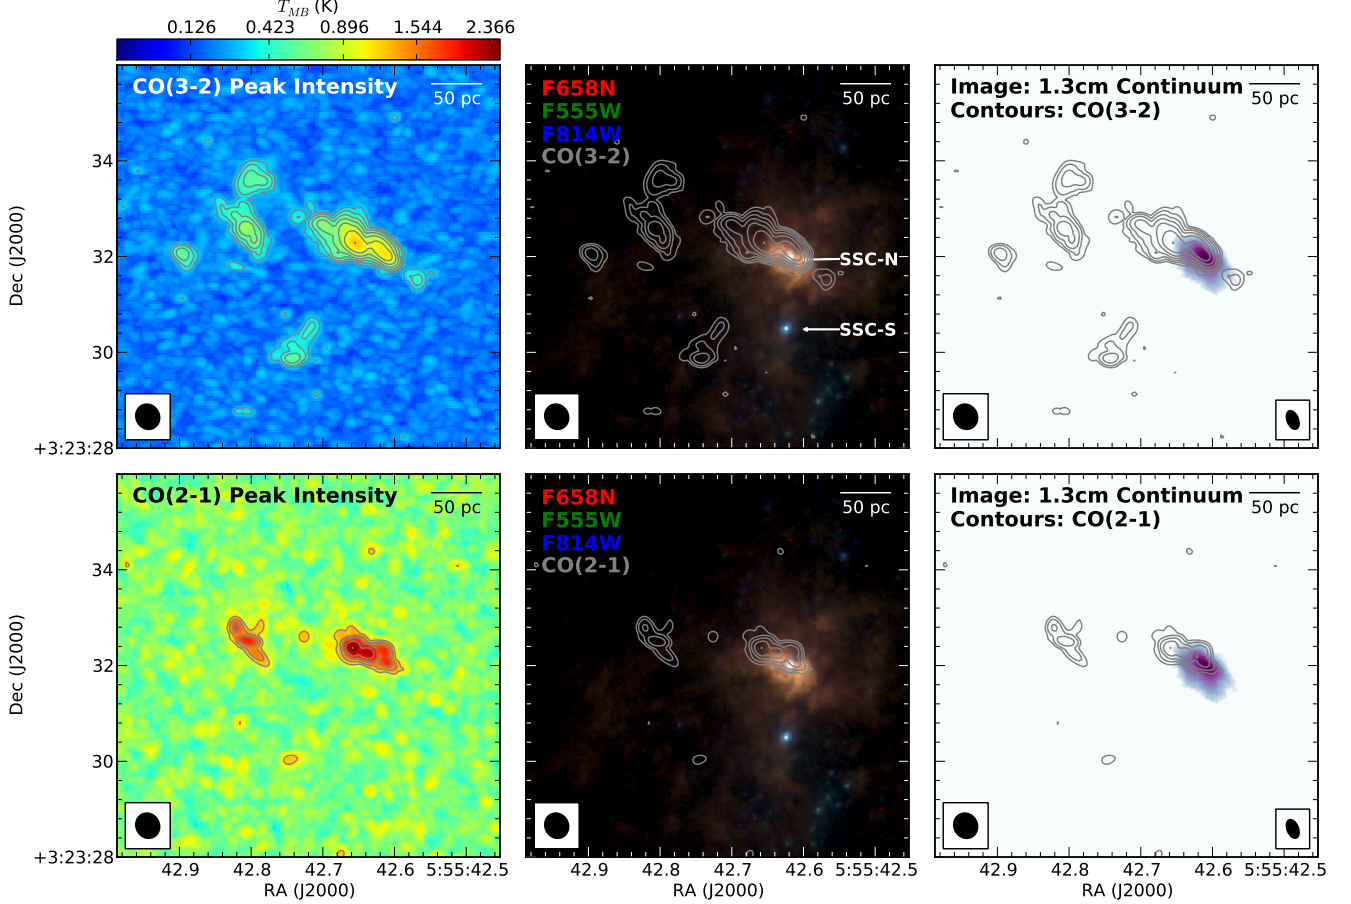 T_MB (K)
0.126 0.423 0.896 1.544 2.366
CO(3-2) Peak Intensity
50 pc
F658N
F555W
F814W
CO(3-2)
50 pc
SSC-N
SSC-S
Image: 1.3cm Continuum
Contours: CO(3-2)
50 pc
Dec (J2000)
34
32
30
+3:23:28
CO(2-1) Peak Intensity
50 pc
F658N
F555W
F814W
CO(2-1)
50 pc
Image: 1.3cm Continuum
Contours: CO(2-1)
50 pc
Dec (J2000)
34
32
30
+3:23:28
42.9 42.8 42.7 42.6 5:55:42.5
RA (J2000)
42.9 42.8 42.7 42.6 5:55:42.5
RA (J2000)
42.9 42.8 42.7 42.6 5:55:42.5
RA (J2000)